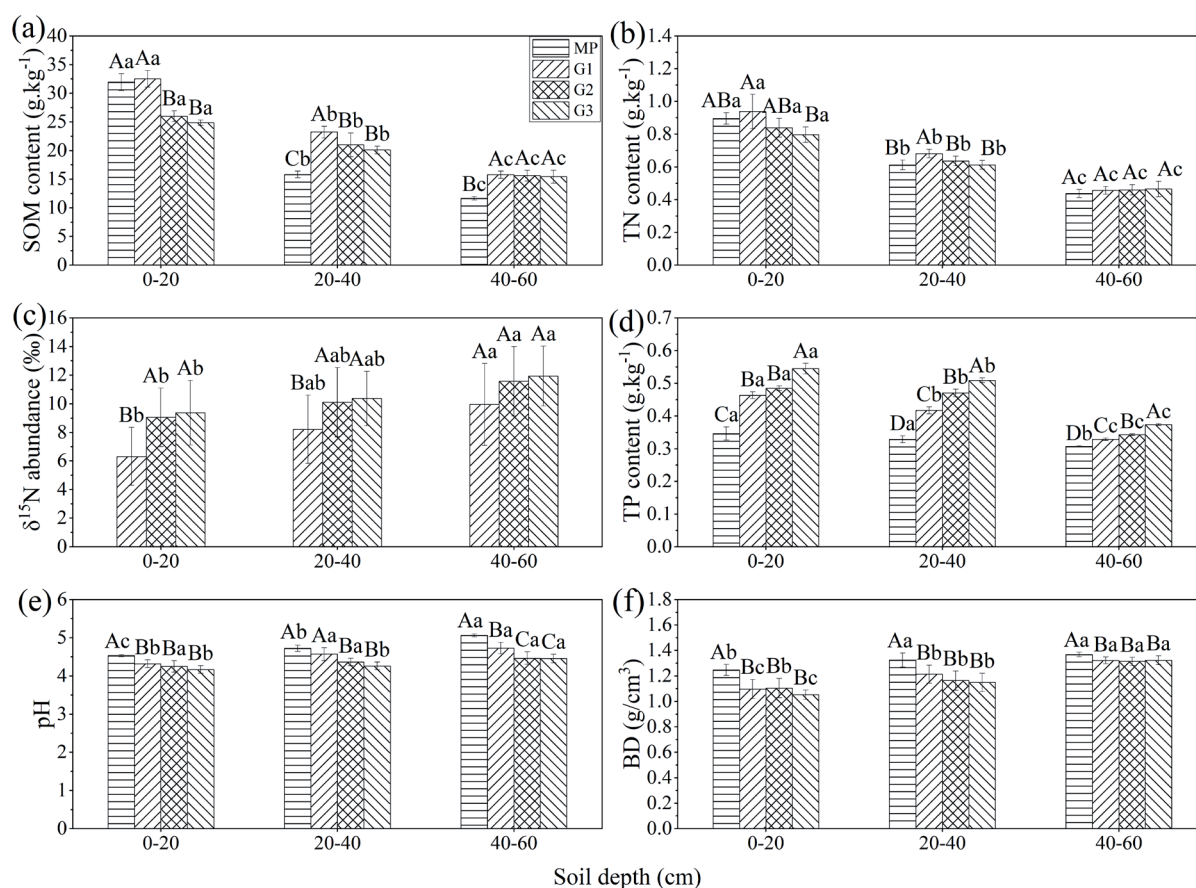 (a)
SOM content (g.kg⁻¹)
40
35
30
25
20
15
10
5
0
Aa Aa Ba Ba
Cb Ab Bb Bb
Bc Ac Ac Ac
MP
G1
G2
G3
0-20 20-40 40-60
(b)
TN content (g.kg⁻¹)
1.4
1.2
1.0
0.8
0.6
0.4
0.2
0.0
ABa Aa ABa Ba
Bb Ab Bb Bb
Ac Ac Ac Ac
0-20 20-40 40-60
(c)
δ¹⁵N abundance (‰)
16
14
12
10
8
6
4
2
0
Bb Ab Ab
Bab Aab Aab
Aa Aa Aa
0-20 20-40 40-60
(d)
TP content (g.kg⁻¹)
0.7
0.6
0.5
0.4
0.3
0.2
0.1
0.0
Ca Ba Ba Aa
Da Cb Bb Ab
Db Cc Bc Ac
0-20 20-40 40-60
(e)
pH
6
5
4
3
2
1
0
Ac Bb Ba Bb
Ab Aa Ba Bb
Aa Ba Ca Ca
0-20 20-40 40-60
(f)
BD (g/cm³)
1.8
1.6
1.4
1.2
1.0
0.8
0.6
0.4
0.2
0.0
Ab Bc Bb Bc
Aa Bb Bb Bb
Aa Ba Ba Ba
0-20 20-40 40-60
Soil depth (cm)